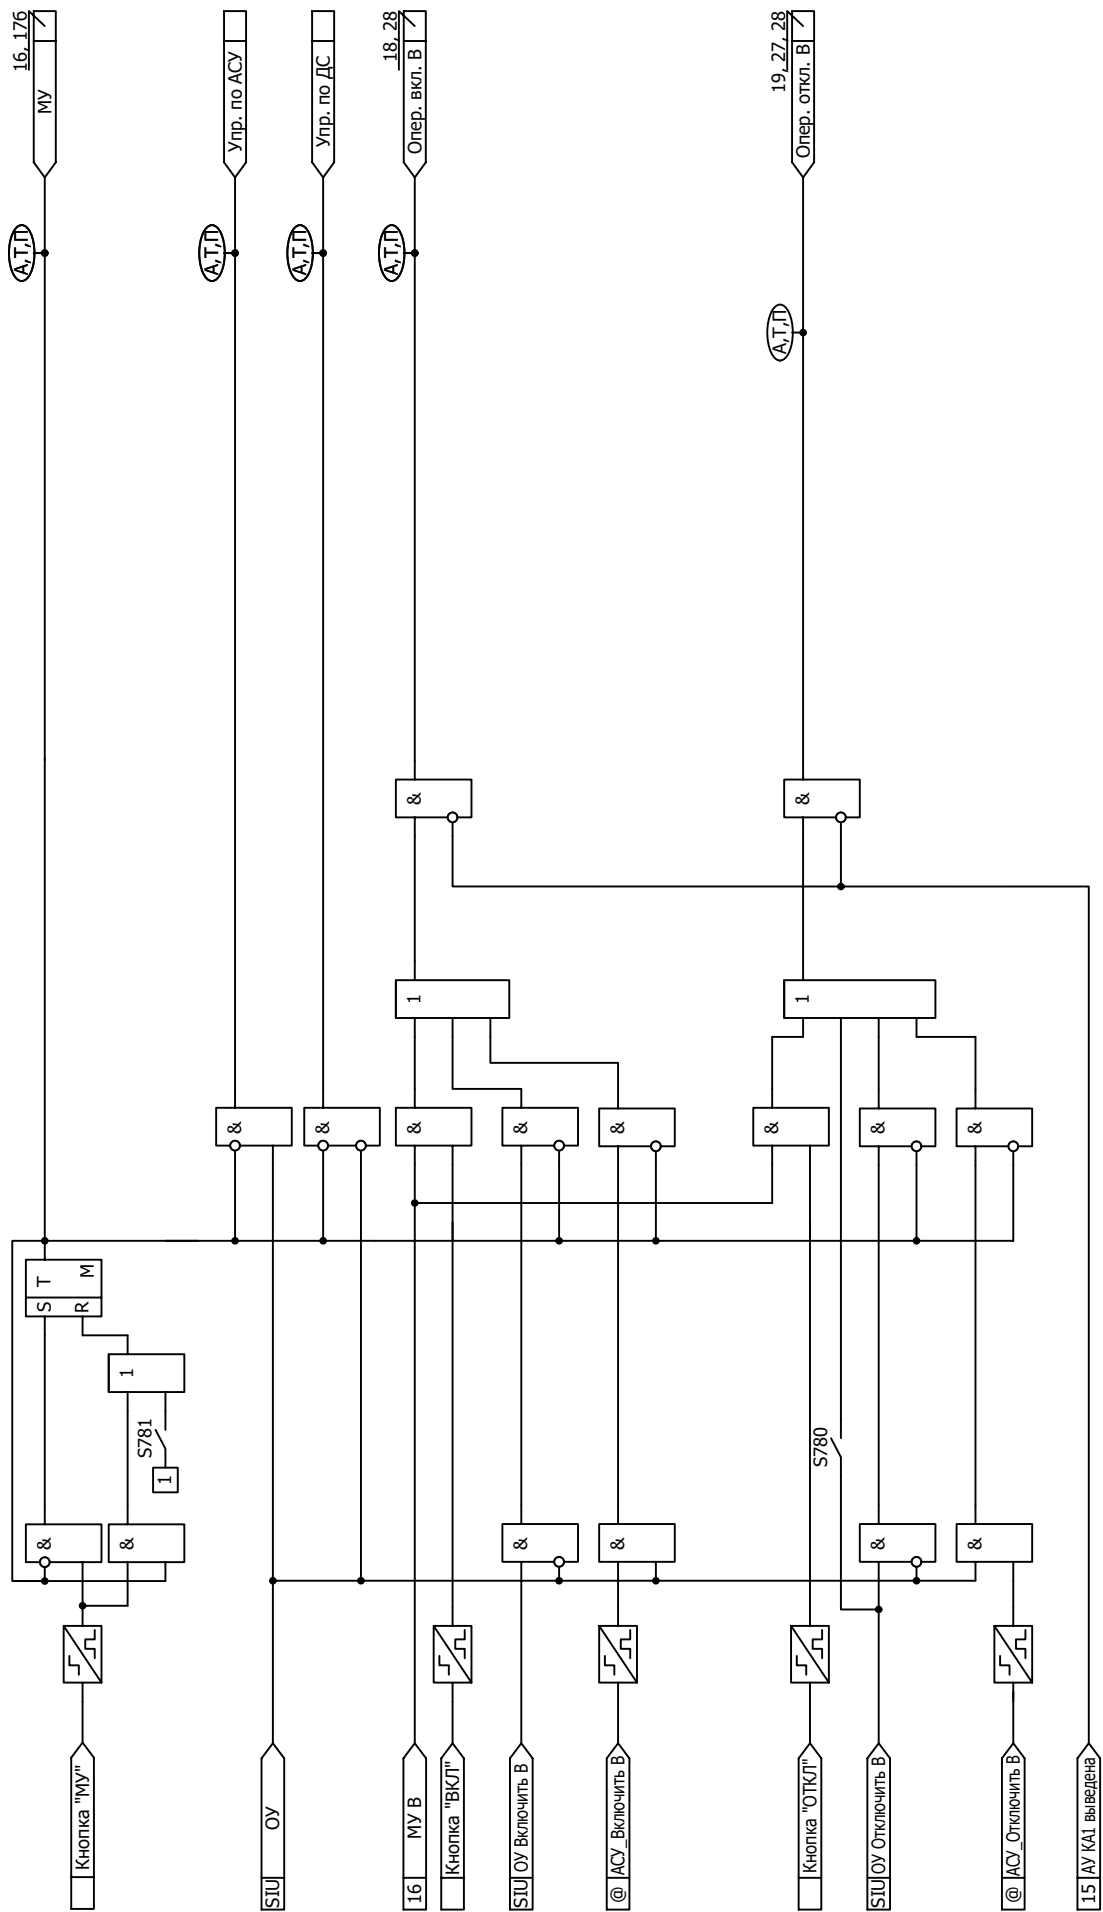 Кнопка "МУ"
&
&
1
S781
1
S T
R M
МУ
16, 176
А,Т,П
SIU ОУ
&
Упр. по АСУ
А,Т,П
&
Упр. по ДС
А,Т,П
16 МУ В
Кнопка "ВКЛ"
&
1
&
Опер. вкл. В
18, 28
А,Т,П
SIU ОУ Включить В
&
&
@ АСУ_Включить В
&
&
Кнопка "ОТКЛ"
S780
&
1
&
Опер. откл. В
19, 27, 28
А,Т,П
SIU ОУ Отключить В
&
&
@ АСУ_Отключить В
&
&
15 АУ КА1 выведена